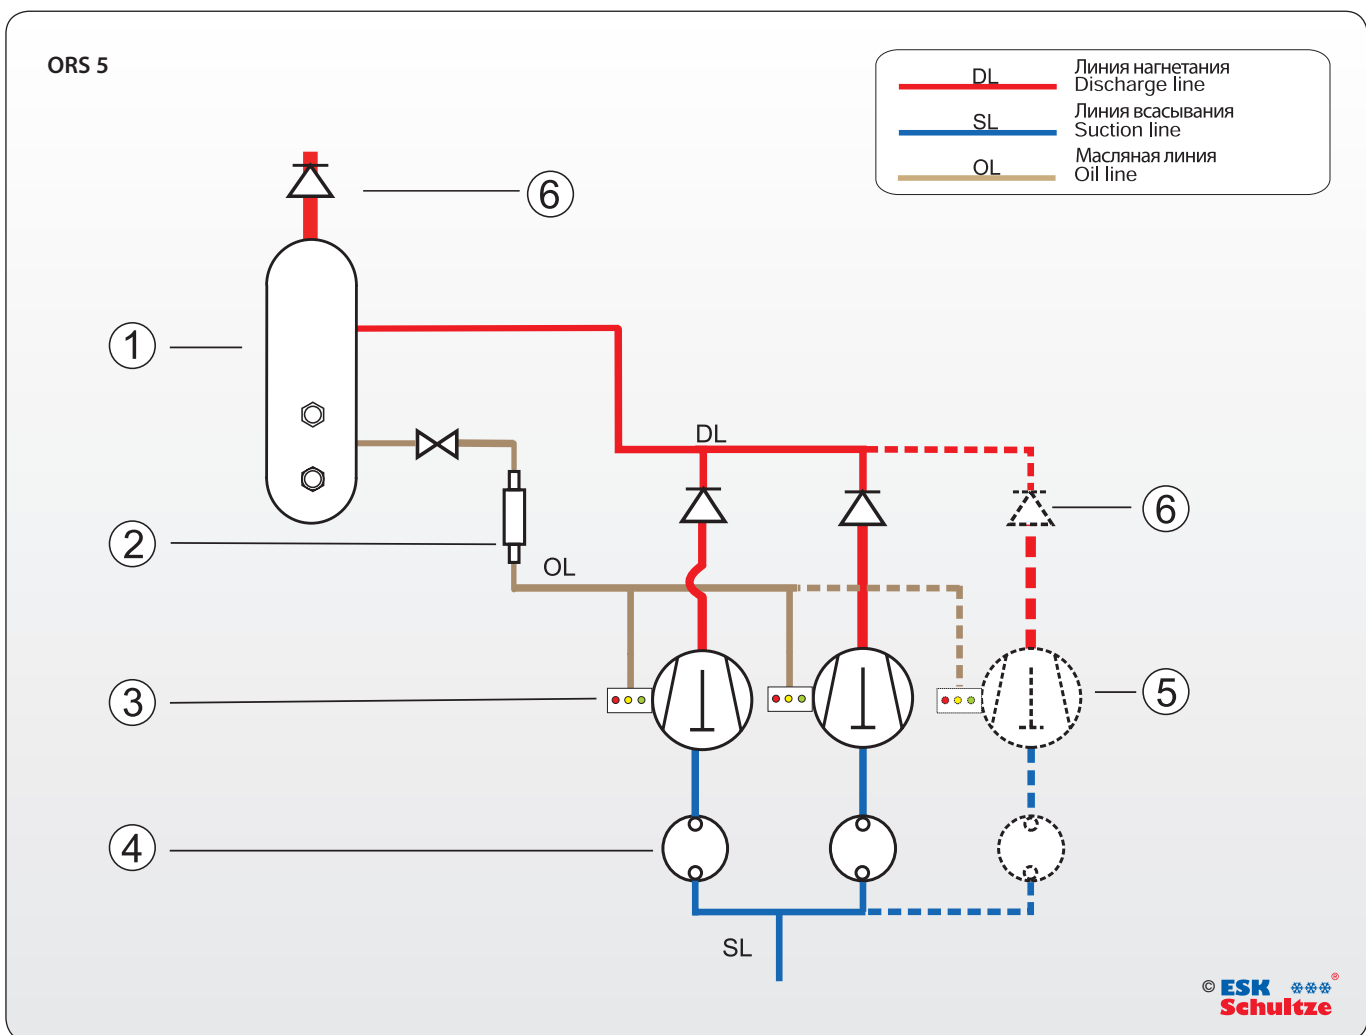 ORS 5
DL
Линия нагнетания
Discharge line
SL
Линия всасывания
Suction line
OL
Масляная линия
Oil line
6
1
DL
6
2
OL
3
5
4
SL
© ESK ®
Schultze